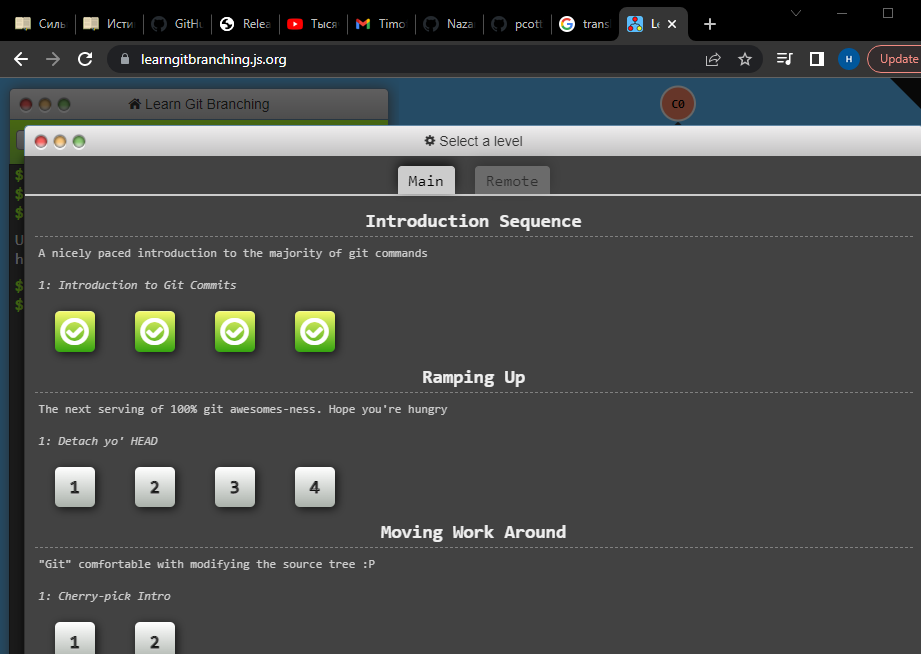 Силь Исти GitHu Relea Тыся Timo Naza pcott transl Le
learngitbranching.js.org H Update
Learn Git Branching
C0
Select a level
Main Remote
$
$
$
U
h
$
$
Introduction Sequence
A nicely paced introduction to the majority of git commands
1: Introduction to Git Commits
Ramping Up
The next serving of 100% git awesomes-ness. Hope you're hungry
1: Detach yo' HEAD
1 2 3 4
Moving Work Around
"Git" comfortable with modifying the source tree :P
1: Cherry-pick Intro
1 2